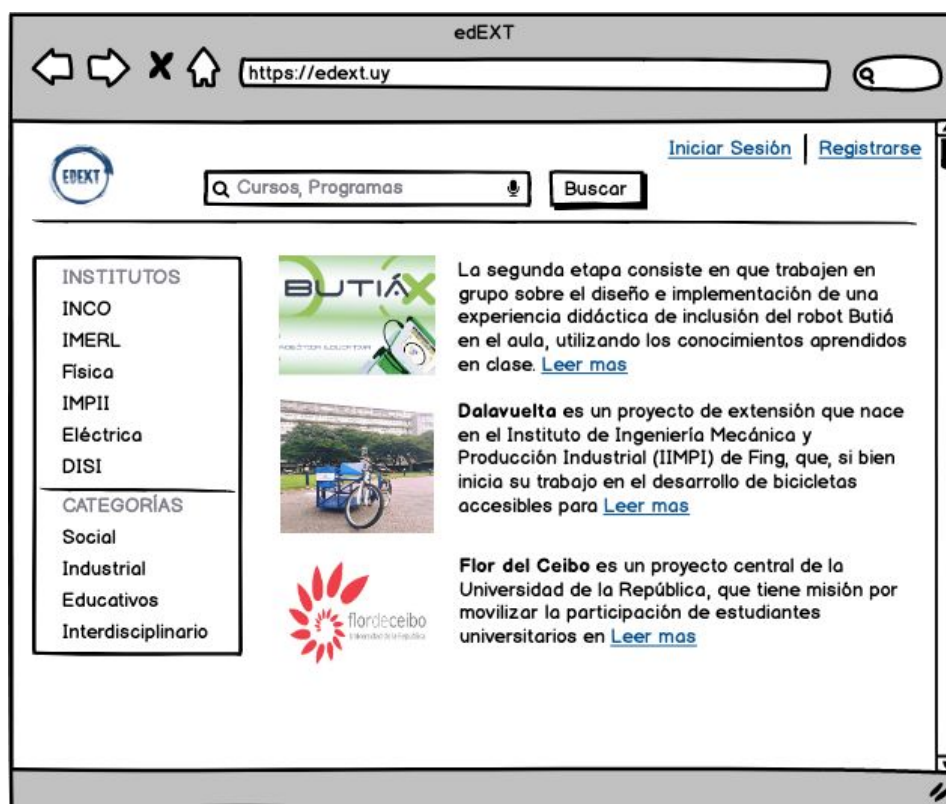 edEXT
https://edext.uy
Iniciar Sesión
Registrarse
EDEXT
Cursos, Programas
Buscar
INSTITUTOS
INCO
IMERL
Física
IMPII
Eléctrica
DISI
CATEGORÍAS
Social
Industrial
Educativos
Interdisciplinario
BUTIÁX
La segunda etapa consiste en que trabajen en
grupo sobre el diseño e implementación de una
experiencia didáctica de inclusión del robot Butiá
en el aula, utilizando los conocimientos aprendidos
en clase. Leer mas
Dalavuelta es un proyecto de extensión que nace
en el Instituto de Ingeniería Mecánica y
Producción Industrial (IIMPI) de Fing, que, si bien
inicia su trabajo en el desarrollo de bicicletas
accesibles para Leer mas
flordeceibo
Universidad de la República
Flor del Ceibo es un proyecto central de la
Universidad de la República, que tiene misión por
movilizar la participación de estudiantes
universitarios en Leer mas